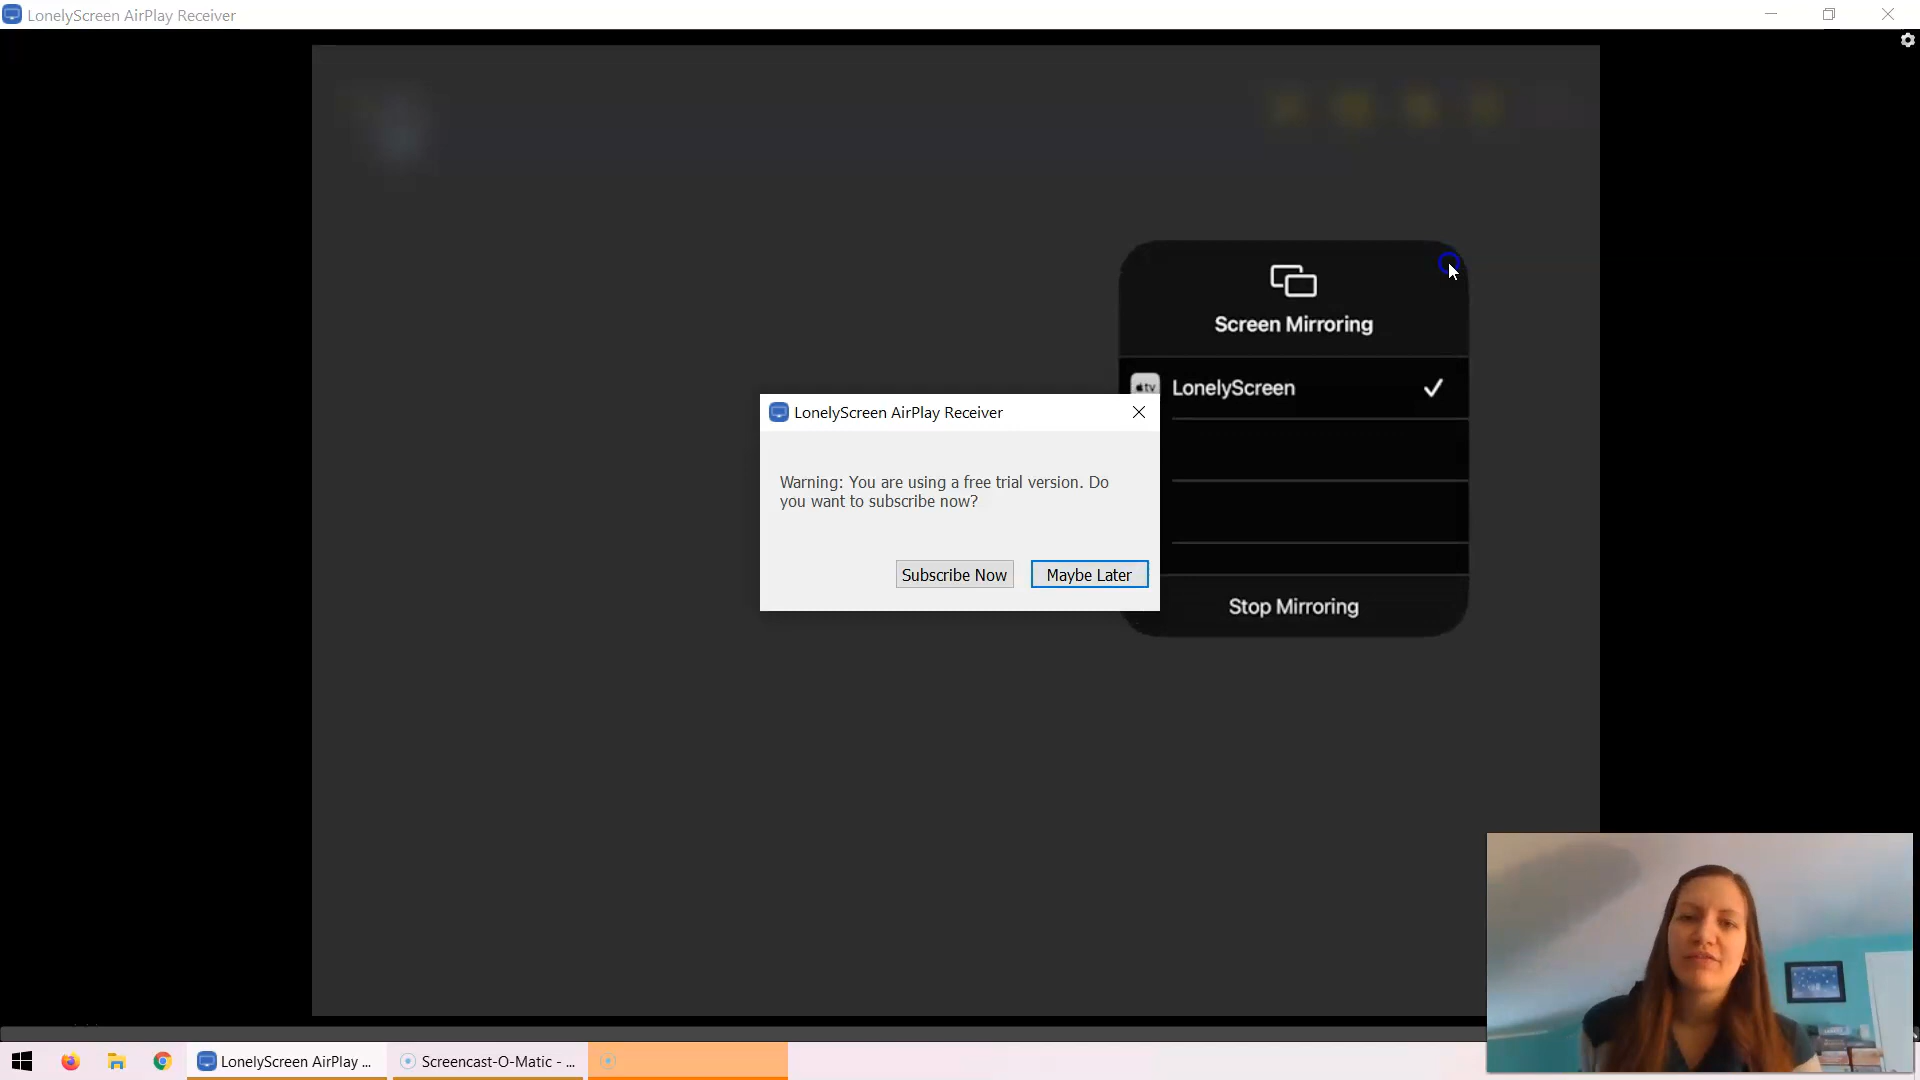 LonelyScreen AirPlay Receiver
Screen Mirroring
tv LonelyScreen
LonelyScreen AirPlay Receiver
Warning: You are using a free trial version. Do
you want to subscribe now?
Subscribe Now Maybe Later
Stop Mirroring
LonelyScreen AirPlay ... Screencast-O-Matic - ...